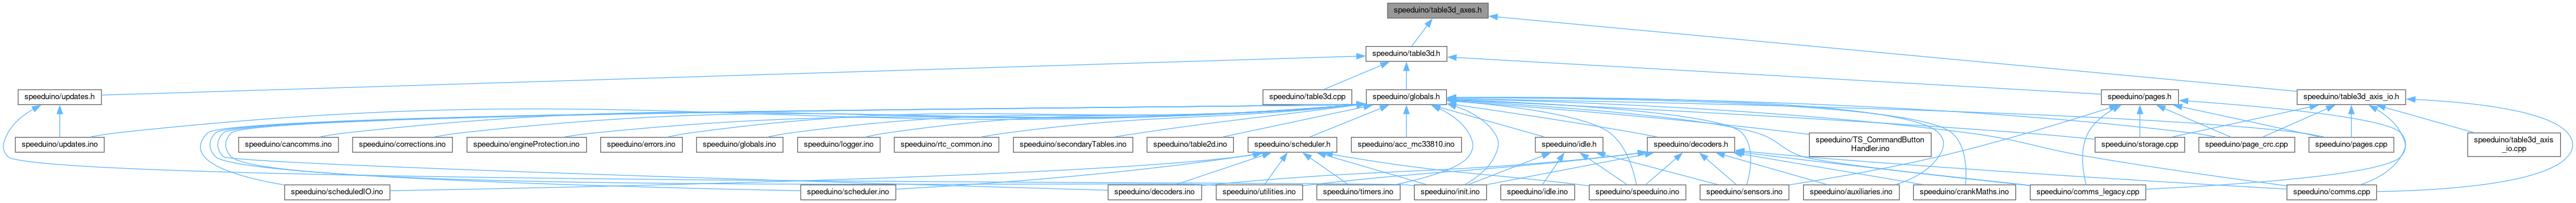 speeduino/table3d_axes.h
speeduino/table3d.h
speeduino/updates.h
speeduino/table3d.cpp
speeduino/globals.h
speeduino/pages.h
speeduino/table3d_axis_io.h
speeduino/updates.ino
speeduino/cancomms.ino
speeduino/corrections.ino
speeduino/engineProtection.ino
speeduino/errors.ino
speeduino/globals.ino
speeduino/logger.ino
speeduino/rtc_common.ino
speeduino/secondaryTables.ino
speeduino/table2d.ino
speeduino/scheduler.h
speeduino/acc_mc33810.ino
speeduino/idle.h
speeduino/decoders.h
speeduino/TS_CommandButton
Handler.ino
speeduino/storage.cpp
speeduino/page_crc.cpp
speeduino/pages.cpp
speeduino/table3d_axis
_io.cpp
speeduino/scheduledIO.ino
speeduino/scheduler.ino
speeduino/decoders.ino
speeduino/utilities.ino
speeduino/timers.ino
speeduino/init.ino
speeduino/idle.ino
speeduino/speeduino.ino
speeduino/sensors.ino
speeduino/auxiliaries.ino
speeduino/crankMaths.ino
speeduino/comms_legacy.cpp
speeduino/comms.cpp